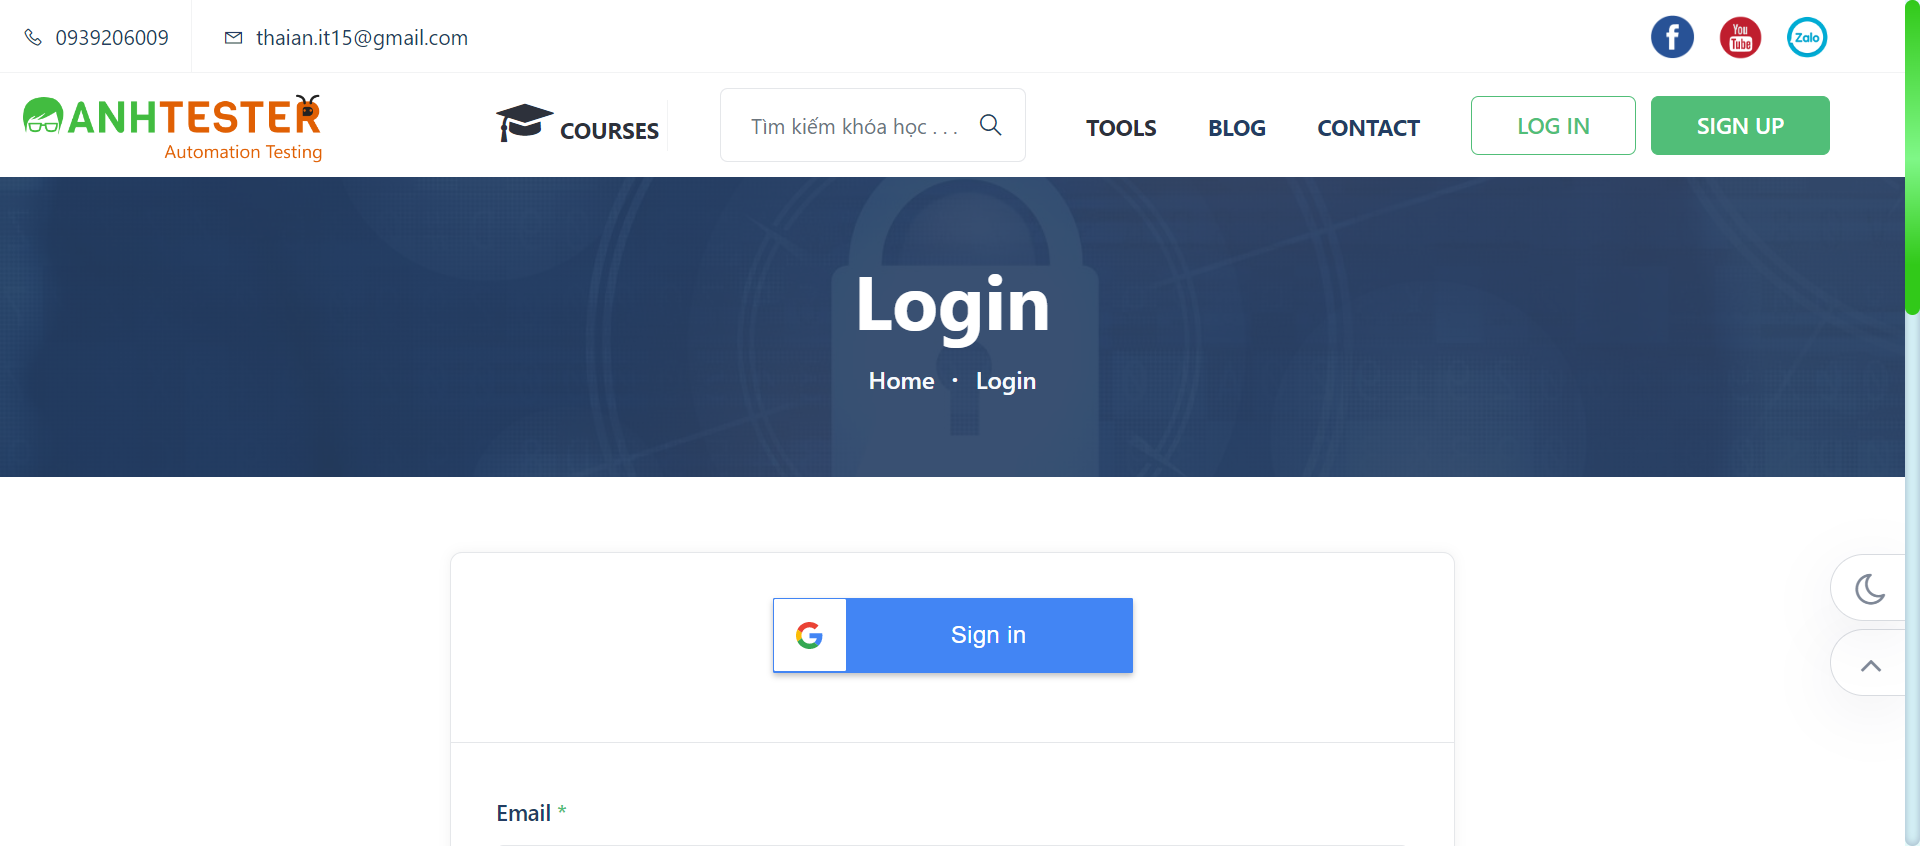 0939206009
thaian.it15@gmail.com
You
Tube
Zalo
ANHTESTER
Automation Testing
COURSES
Tìm kiếm khóa học . . .
TOOLS
BLOG
CONTACT
LOG IN
SIGN UP
Login
Home · Login
Sign in
Email *